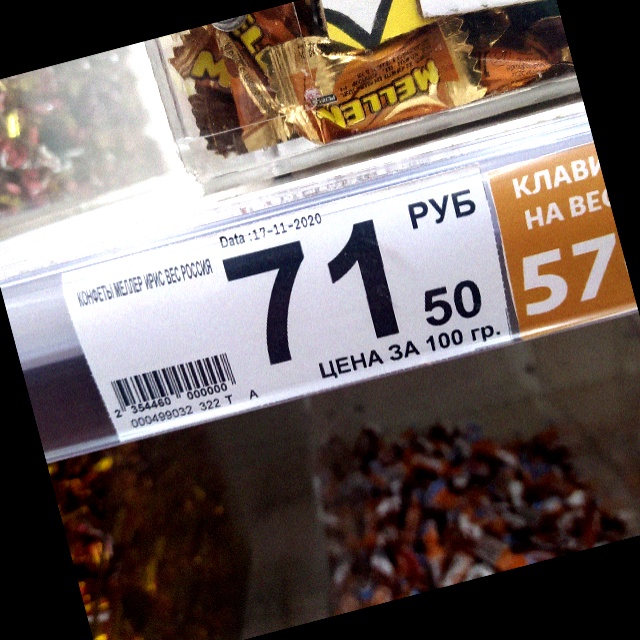 MELLER
Data :17-11-2020
РУБ
КОНФЕТЫ МЕЛЛЕР ИРИС ВЕС РОССИЯ
71
50
ЦЕНА ЗА 100 гр.
2 354460 000000
000499032 322 Т А
КЛАВИ
НА ВЕС
57